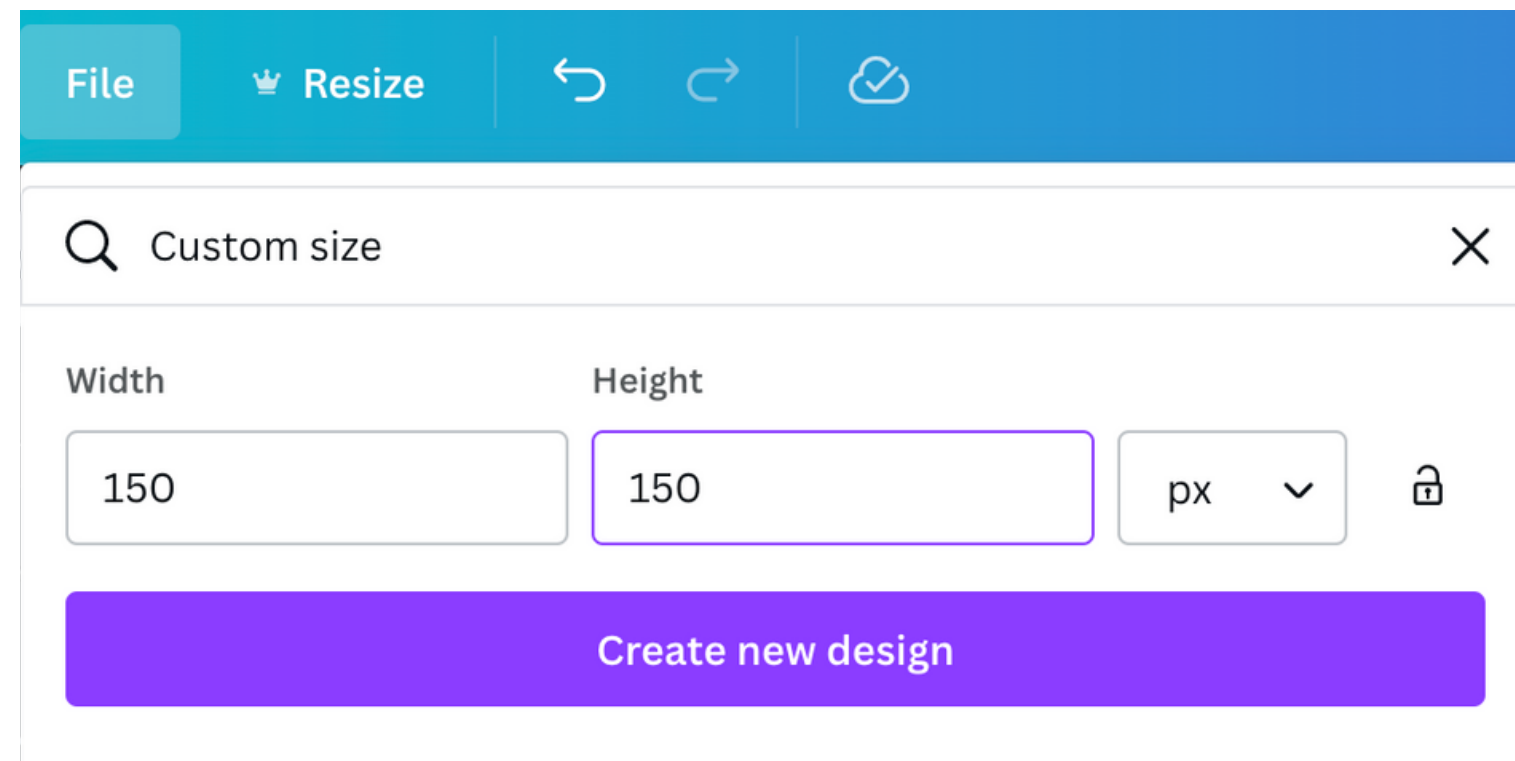 File Resize
Custom size
Width Height
150 150 px
Create new design